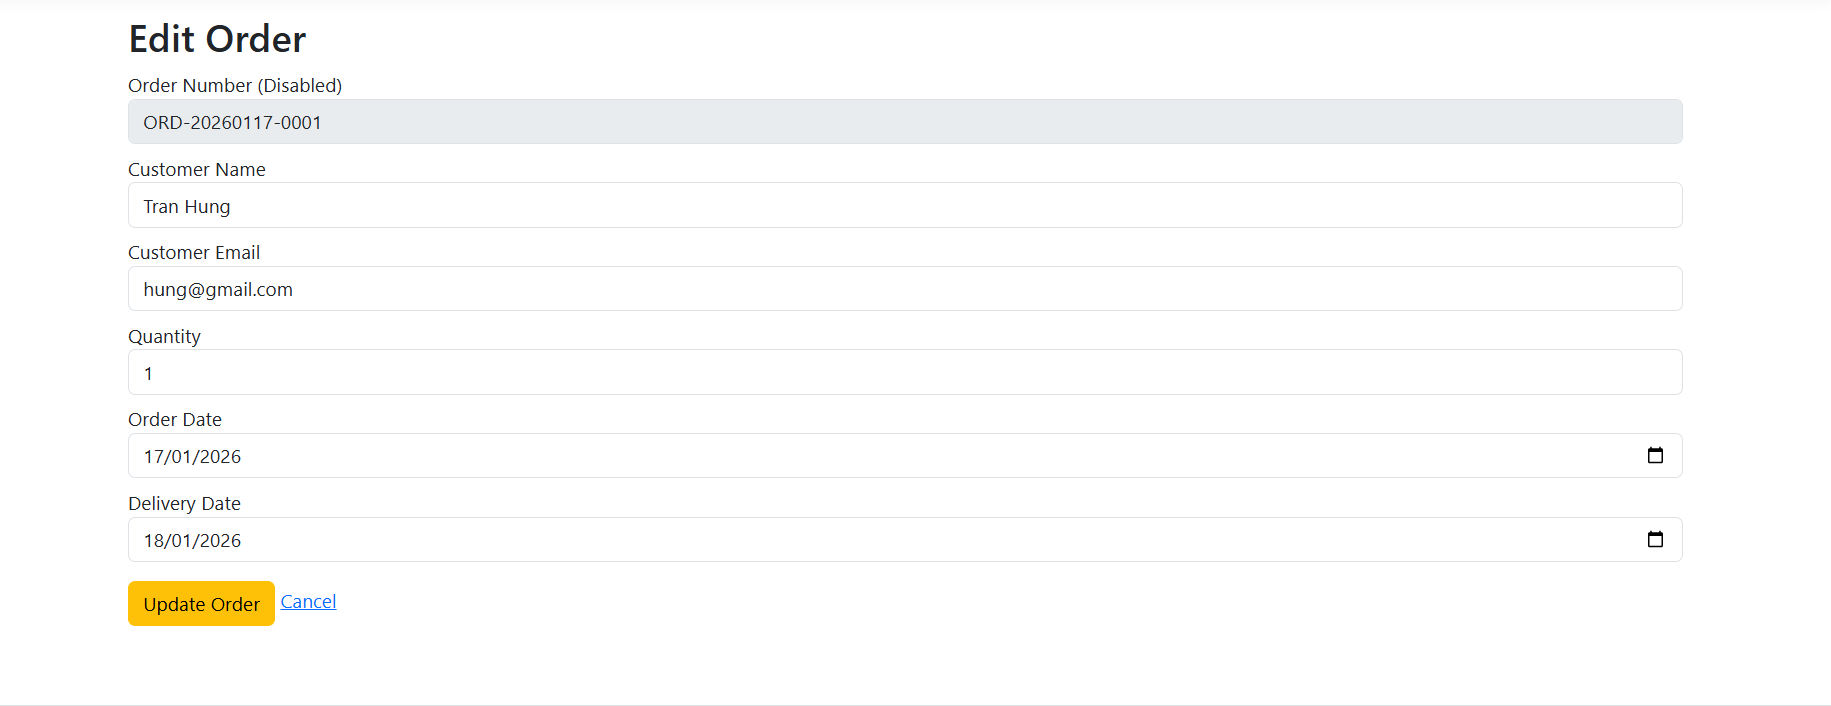 Edit Order
Order Number (Disabled)
ORD-20260117-0001
Customer Name
Tran Hung
Customer Email
hung@gmail.com
Quantity
1
Order Date
17/01/2026
Delivery Date
18/01/2026
Update Order Cancel